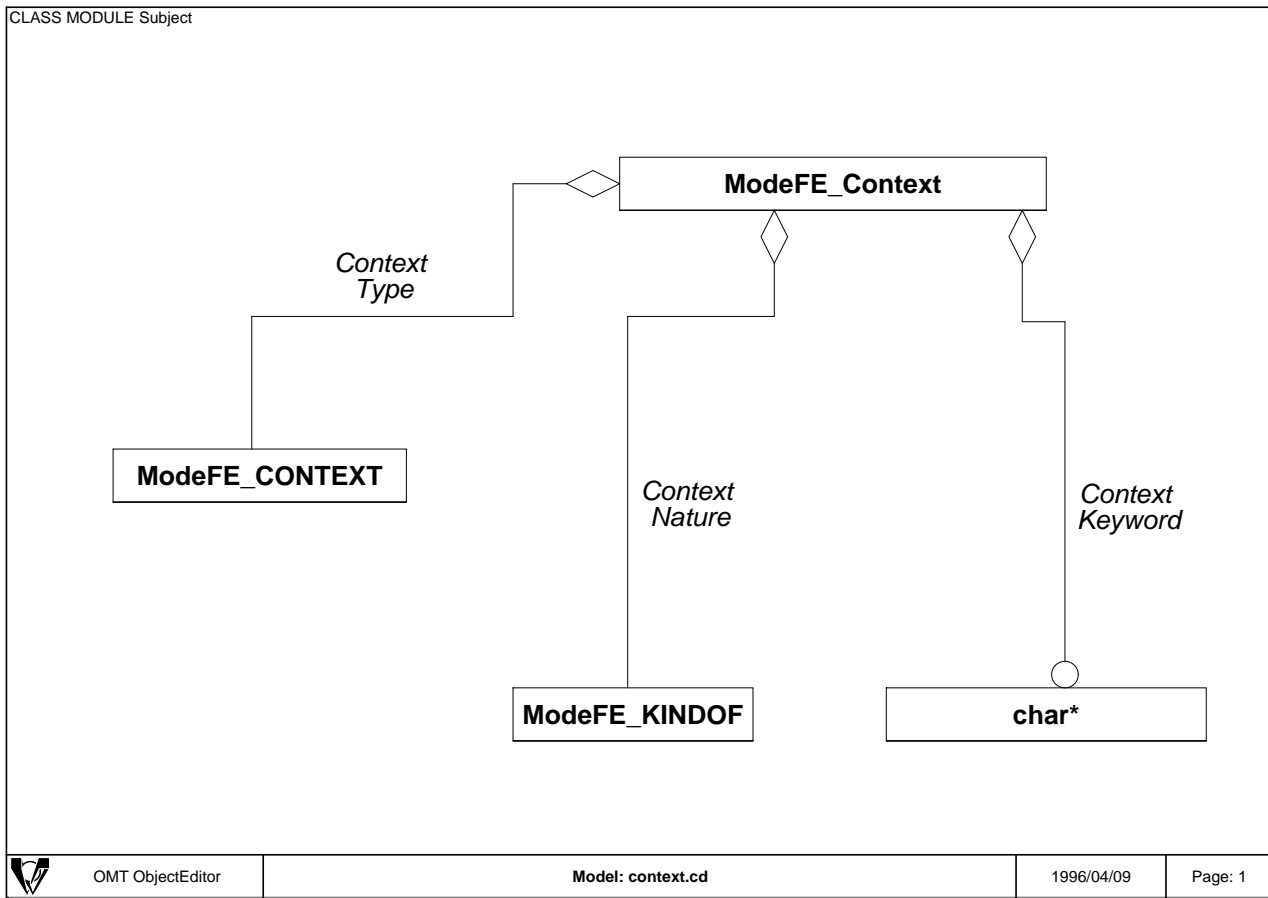 CLASS MODULE Subject
ModeFE_Context
Context
Type
ModeFE_CONTEXT
Context
Nature
Context
Keyword
ModeFE_KINDOF
char*
OMT ObjectEditor
Model: context.cd
1996/04/09
Page: 1